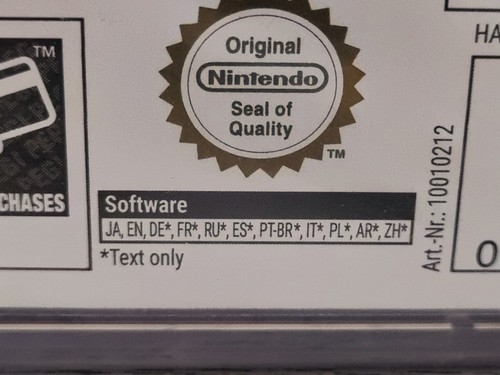 TM
CHASES
Original
Nintendo
Seal of
Quality
TM
Software
JA, EN, DE*, FR*, RU*, ES*, PT-BR*, IT*, PL*, AR*, ZH*
*Text only
Art.-Nr.: 10010212
HA
0